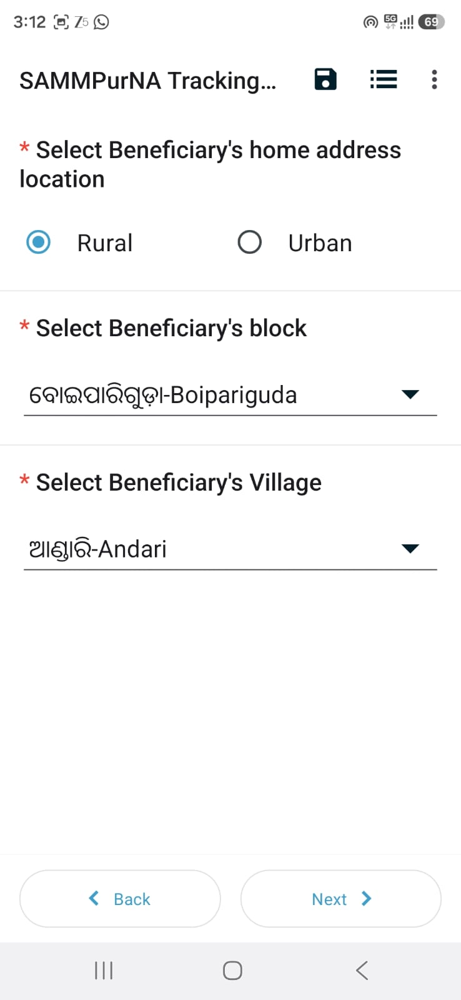 3:12 Z5 5G 69
SAMMPurNA Tracking...
* Select Beneficiary's home address
location
Rural Urban
* Select Beneficiary's block
ବୋଇପାରିଗୁଡ଼ା-Boipariguda
* Select Beneficiary's Village
ଆଣ୍ଡାରି-Andari
Back Next